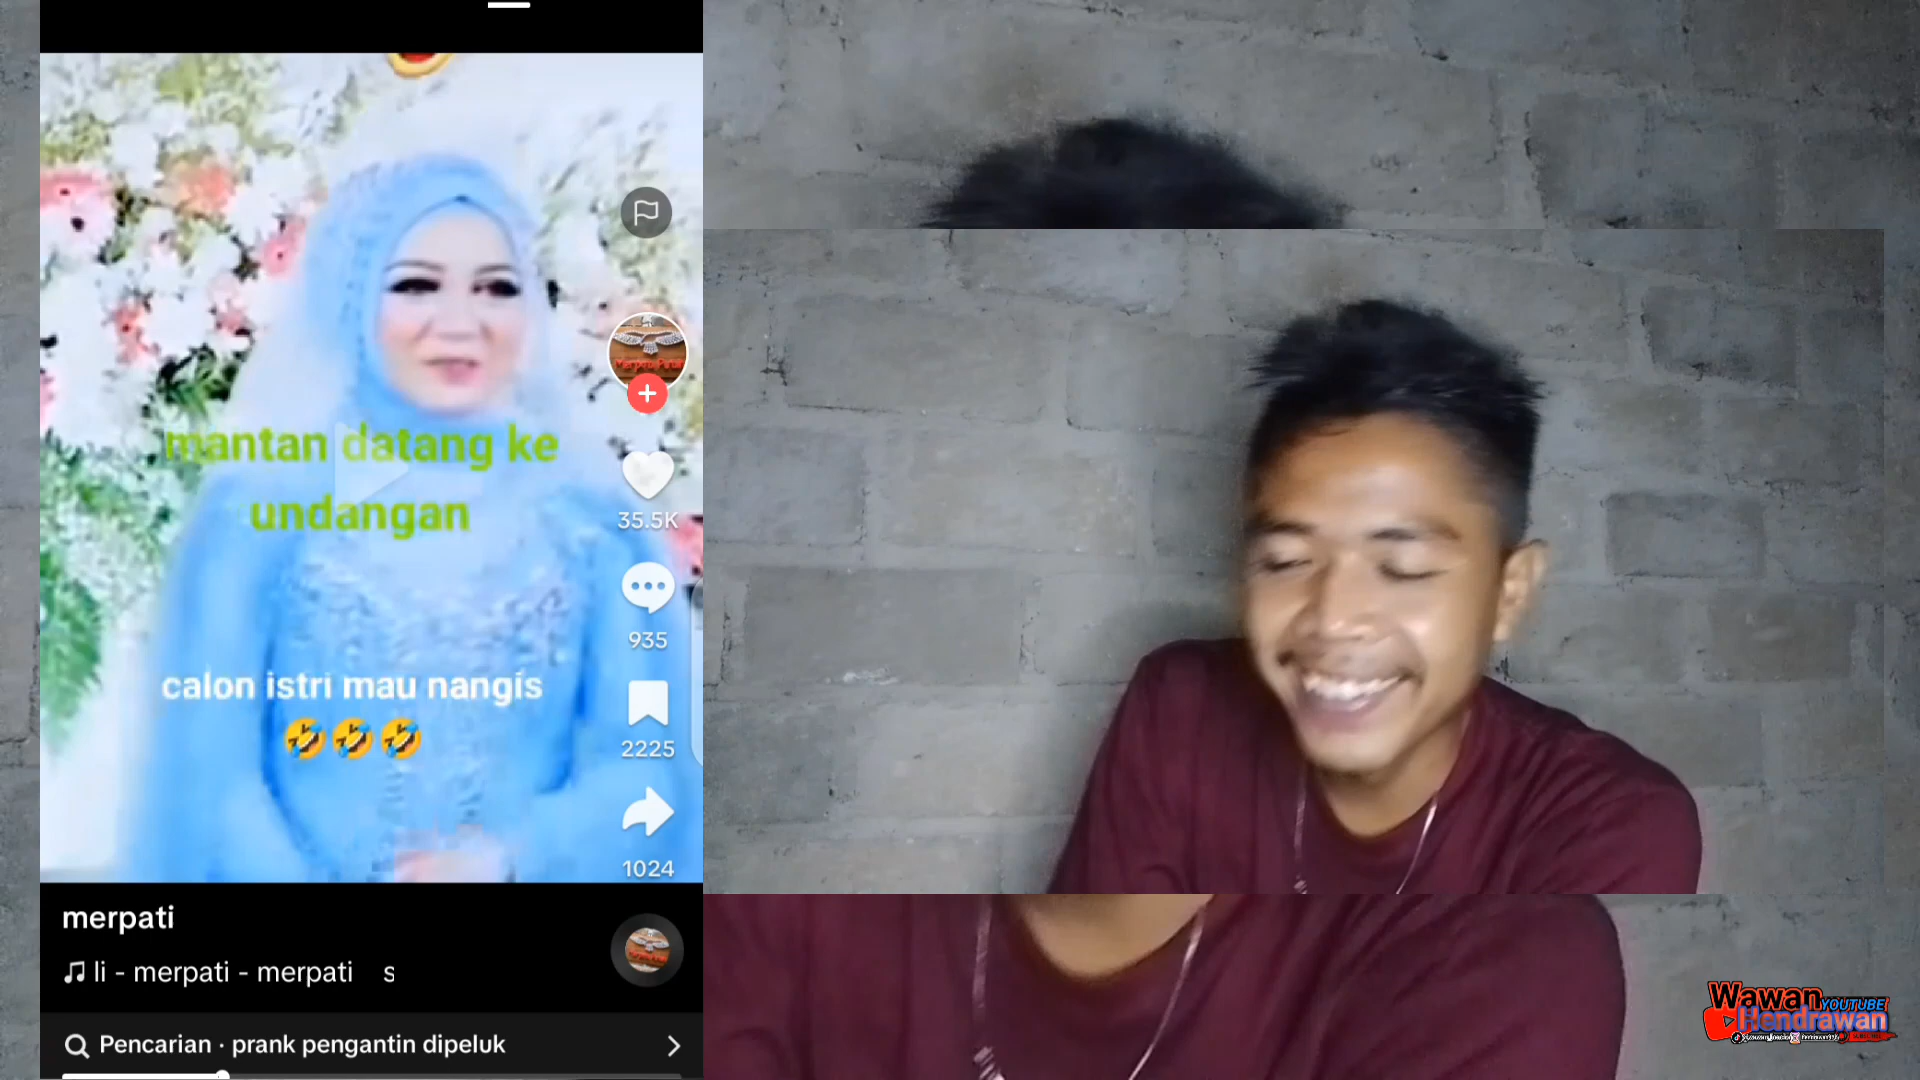 mantan datang ke
undangan
calon istri mau nangis
🤣🤣🤣
35.5K
935
2225
1024
merpati
li - merpati - merpati s
Pencarian · prank pengantin dipeluk
Wawan
YOUTUBE
Hendrawan